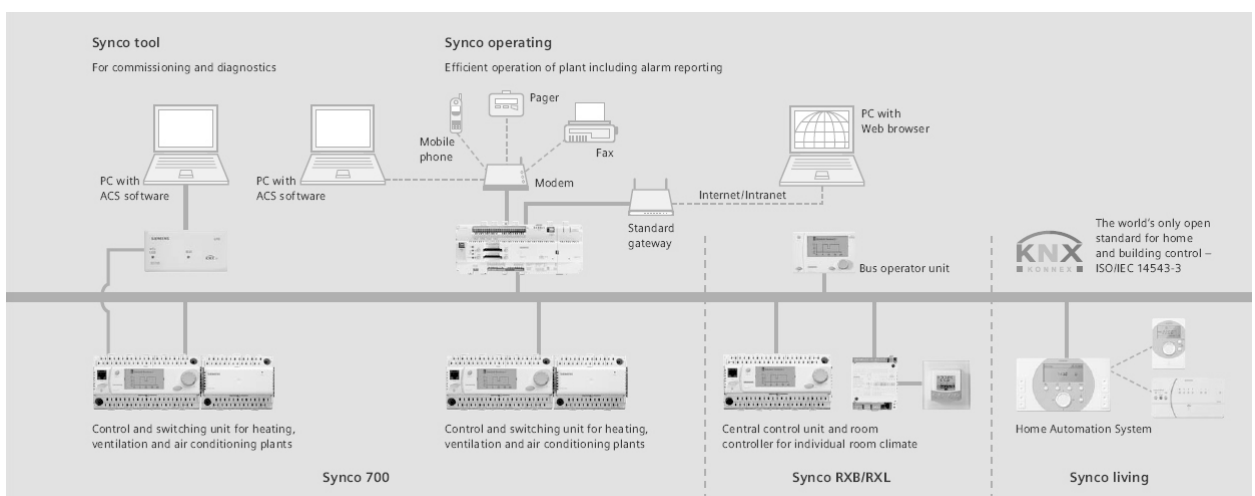 Synco tool
For commissioning and diagnostics
Synco operating
Efficient operation of plant including alarm reporting
Pager
Mobile
phone
Fax
PC with
Web browser
PC with
ACS software
PC with
ACS software
Modem
Internet/Intranet
Standard
gateway
SIEMENS
Bus operator unit
KNX
KONNEX
The world's only open
standard for home
and building control –
ISO/IEC 14543-3
Control and switching unit for heating,
ventilation and air conditioning plants
Control and switching unit for heating,
ventilation and air conditioning plants
Central control unit and room
controller for individual room climate
Home Automation System
Synco 700
Synco RXB/RXL
Synco living